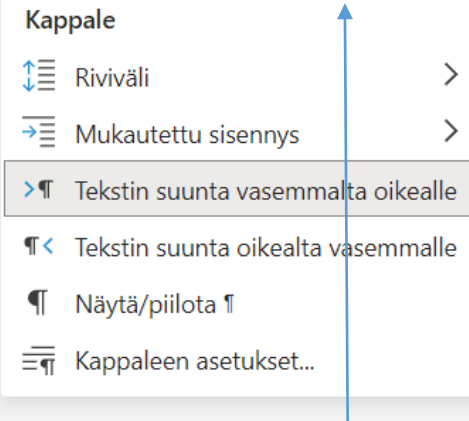 Kappale
Riviväli
Mukautettu sisennys
Tekstin suunta vasemmalta oikealle
Tekstin suunta oikealta vasemmalle
Näytä/piilota ¶
Kappaleen asetukset...